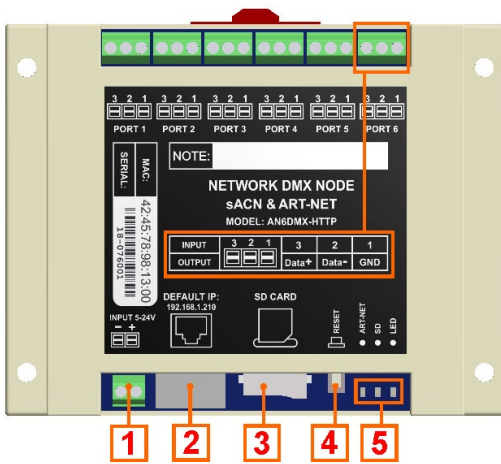 3 2 1 3 2 1 3 2 1 3 2 1 3 2 1 3 2 1
PORT 1 PORT 2 PORT 3 PORT 4 PORT 5 PORT 6
NOTE:
SERIAL:
MAC:
18-076001
42:45:78:98:13:00
NETWORK DMX NODE
sACN & ART-NET
MODEL: AN6DMX-HTTP
INPUT 3 2 1 3 2 1
OUTPUT Data+ Data- GND
INPUT 5-24V
- +
DEFAULT IP:
192.168.1.210
SD CARD
RESET
ART-NET
SD
LED
1 2 3 4 5